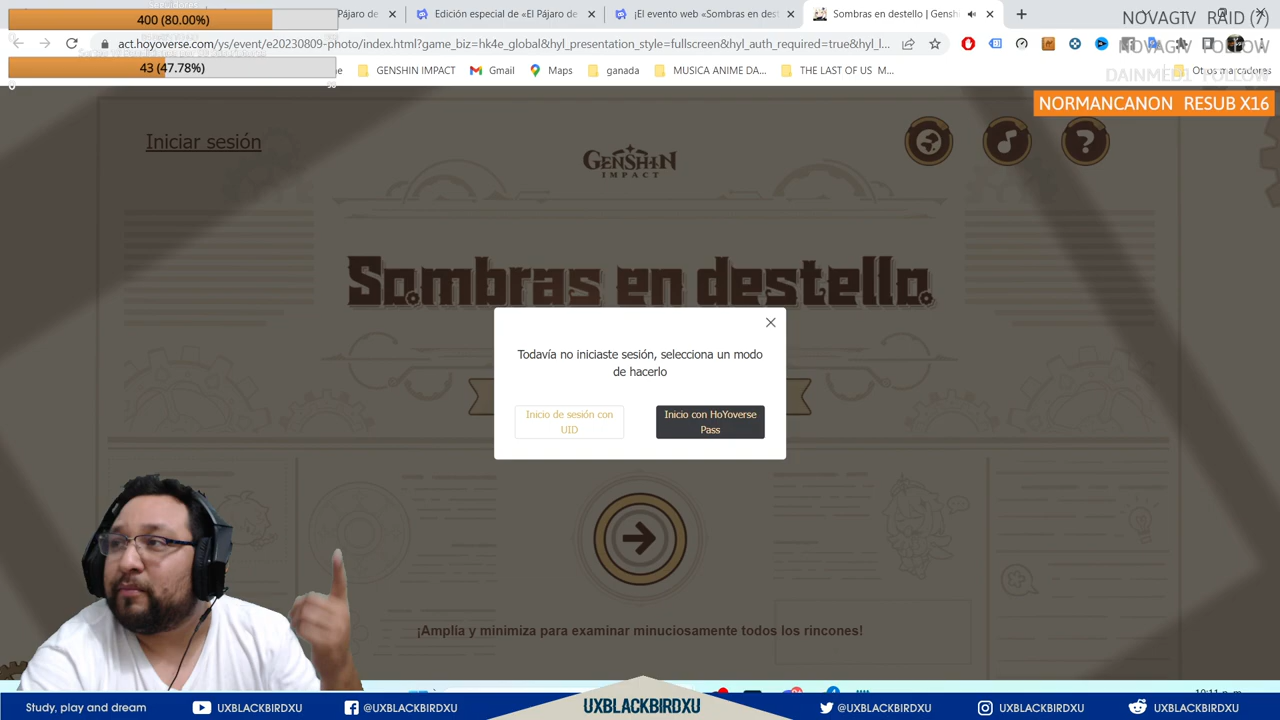 400 (80.00%)
43 (47.78%)
Pájaro de
Edición especial de «El Pájaro de
¡El evento web «Sombras en dest
Sombras en destello | Genshi
NOVAGTV RAID (7)
act.hoyoverse.com/ys/event/e20230809-photo/index.html?game_biz=hk4e_global&hyl_presentation_style=fullscreen&hyl_auth_required=true&hyl_l...
NOVAGTV FOLLOW
GENSHIN IMPACT
Gmail
Maps
ganada
MUSICA ANIME DA...
THE LAST OF US M...
Otros marcadores
DAINMED1 FOLLOW
NORMANCANON RESUB X16
Iniciar sesión
GENSHIN
IMPACT
Sombras en destello
Todavía no iniciaste sesión, selecciona un modo
de hacerlo
Inicio de sesión con
UID
Inicio con HoYoverse
Pass
¡Amplía y minimiza para examinar minuciosamente todos los rincones!
Study, play and dream
UXBLACKBIRDXU
@UXBLACKBIRDXU
UXBLACKBIRDXU
@UXBLACKBIRDXU
UXBLACKBIRDXU
UXBLACKBIRDXU